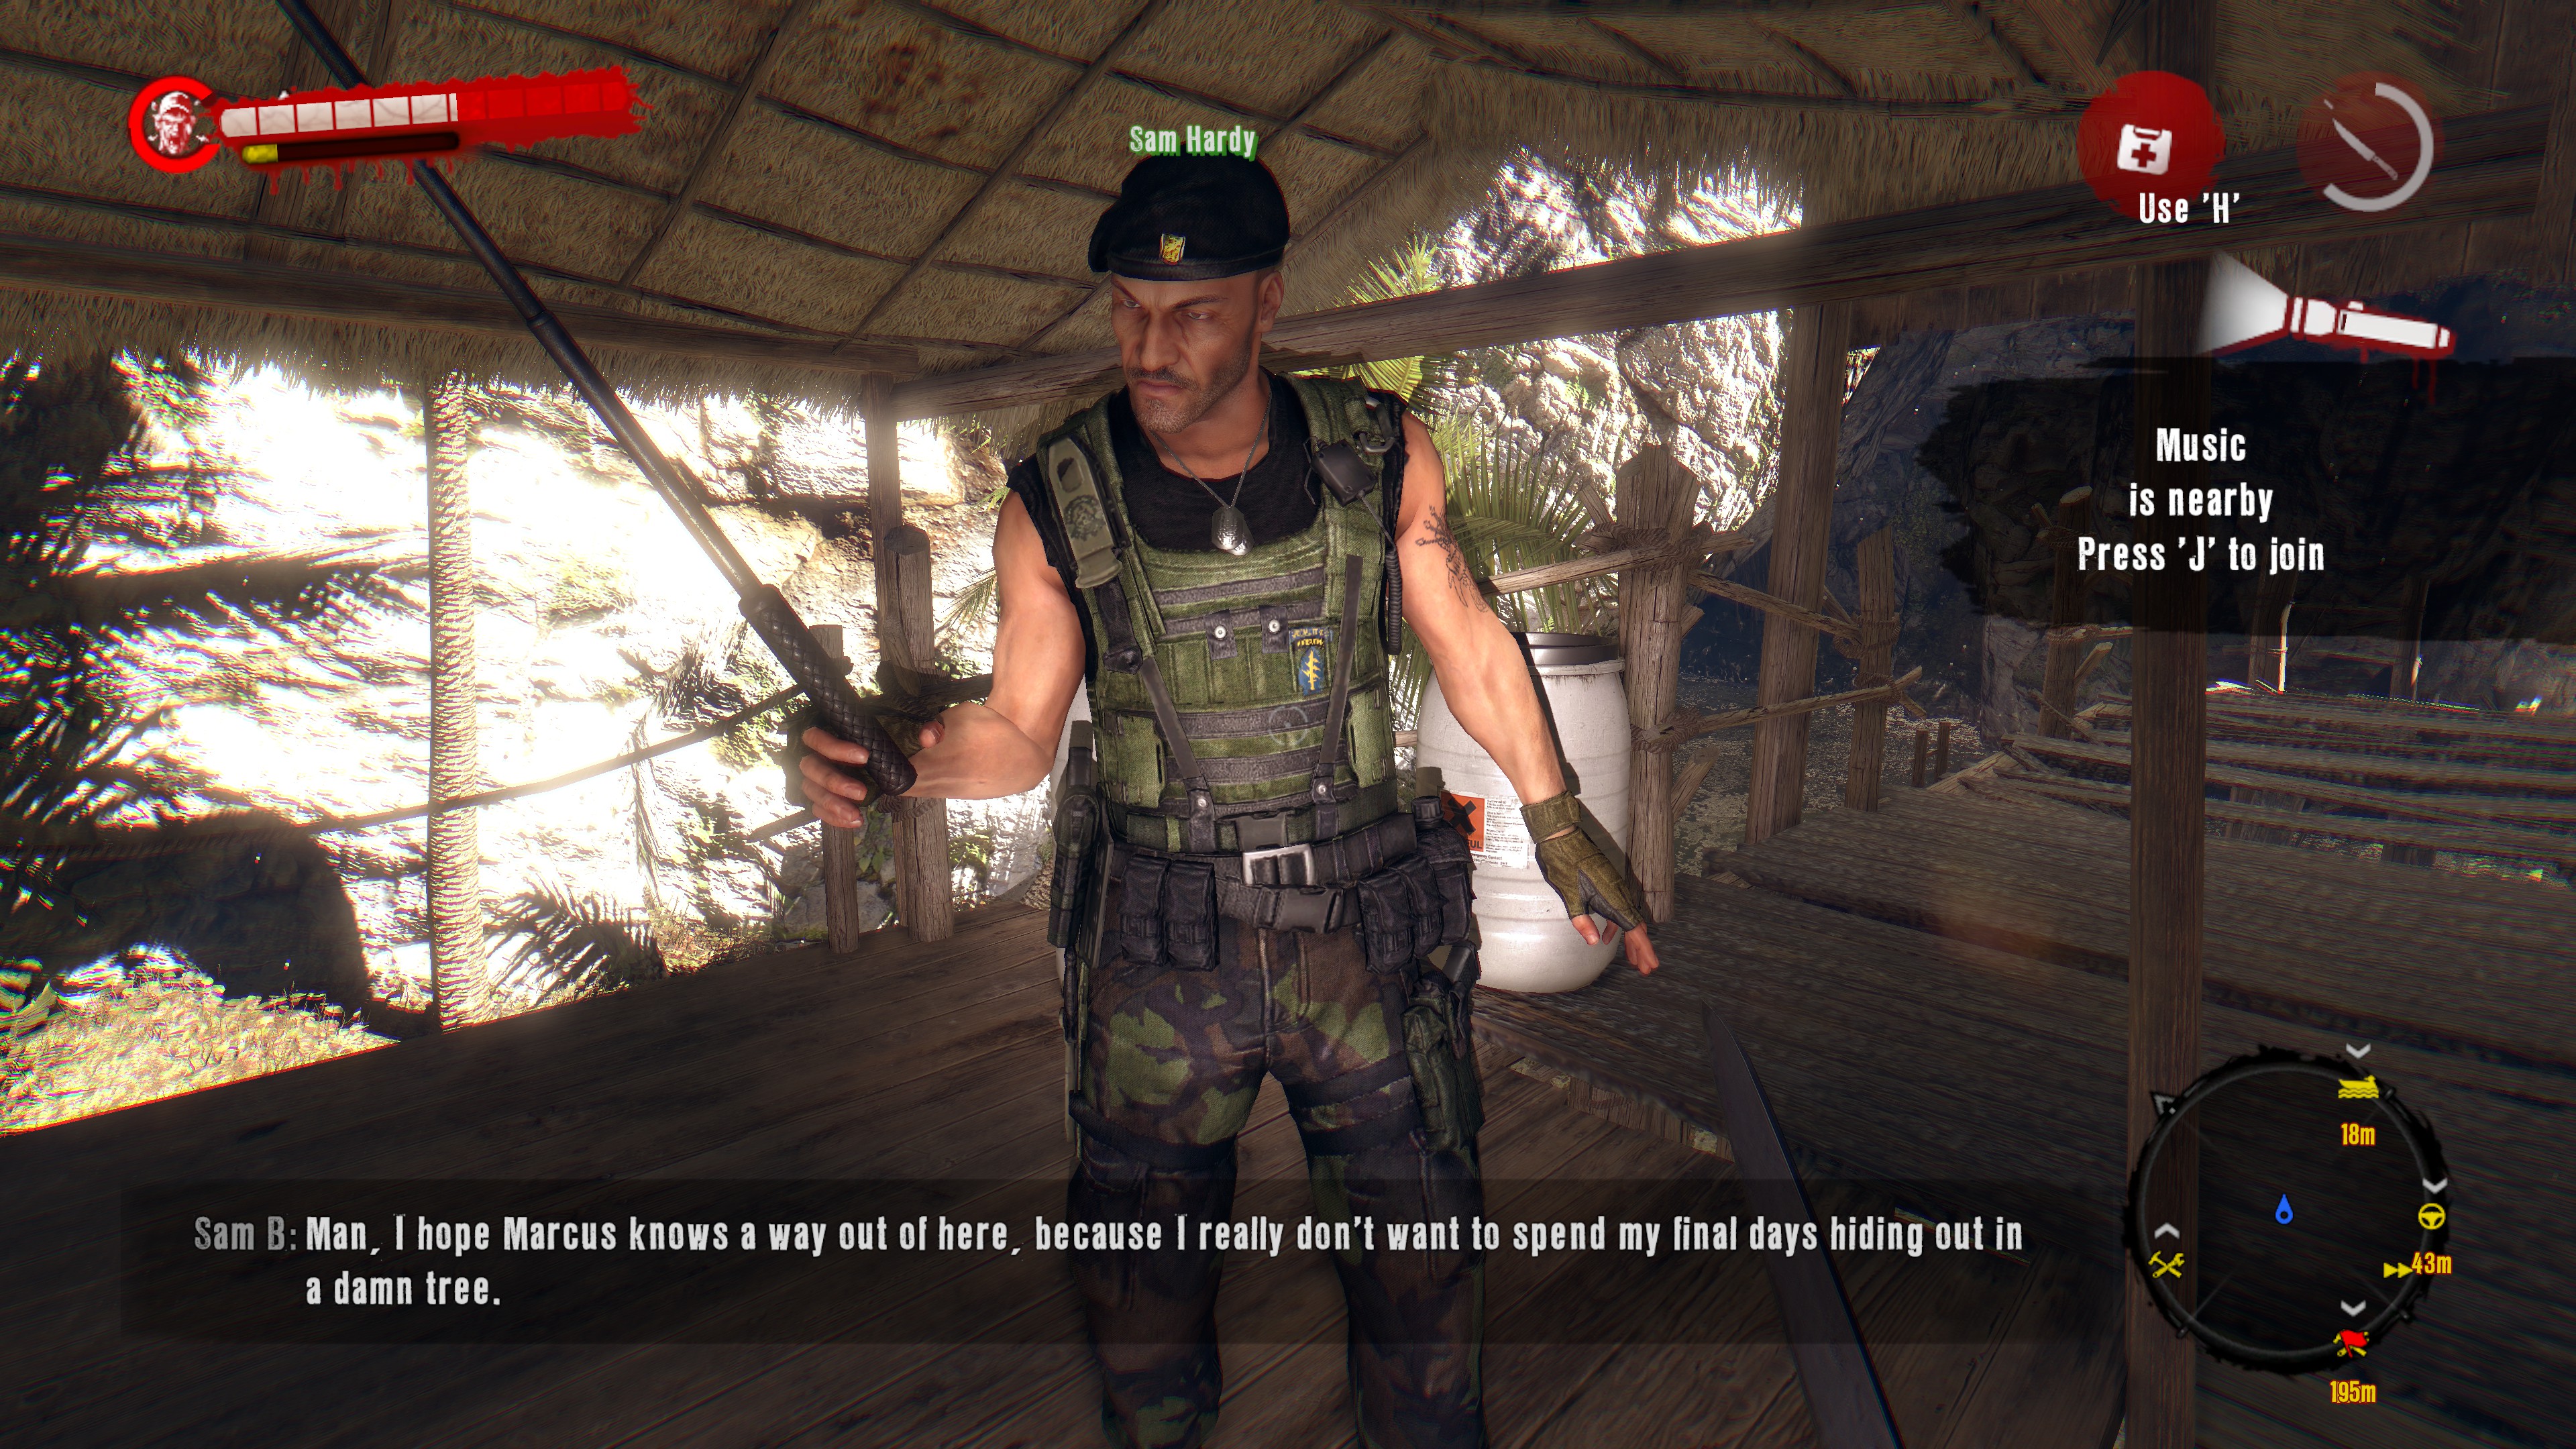 Sam Hardy
Use 'H'
Music
is nearby
Press 'J' to join
18m
43m
195m
Sam B: Man, I hope Marcus knows a way out of here, because I really don't want to spend my final days hiding out in
a damn tree.